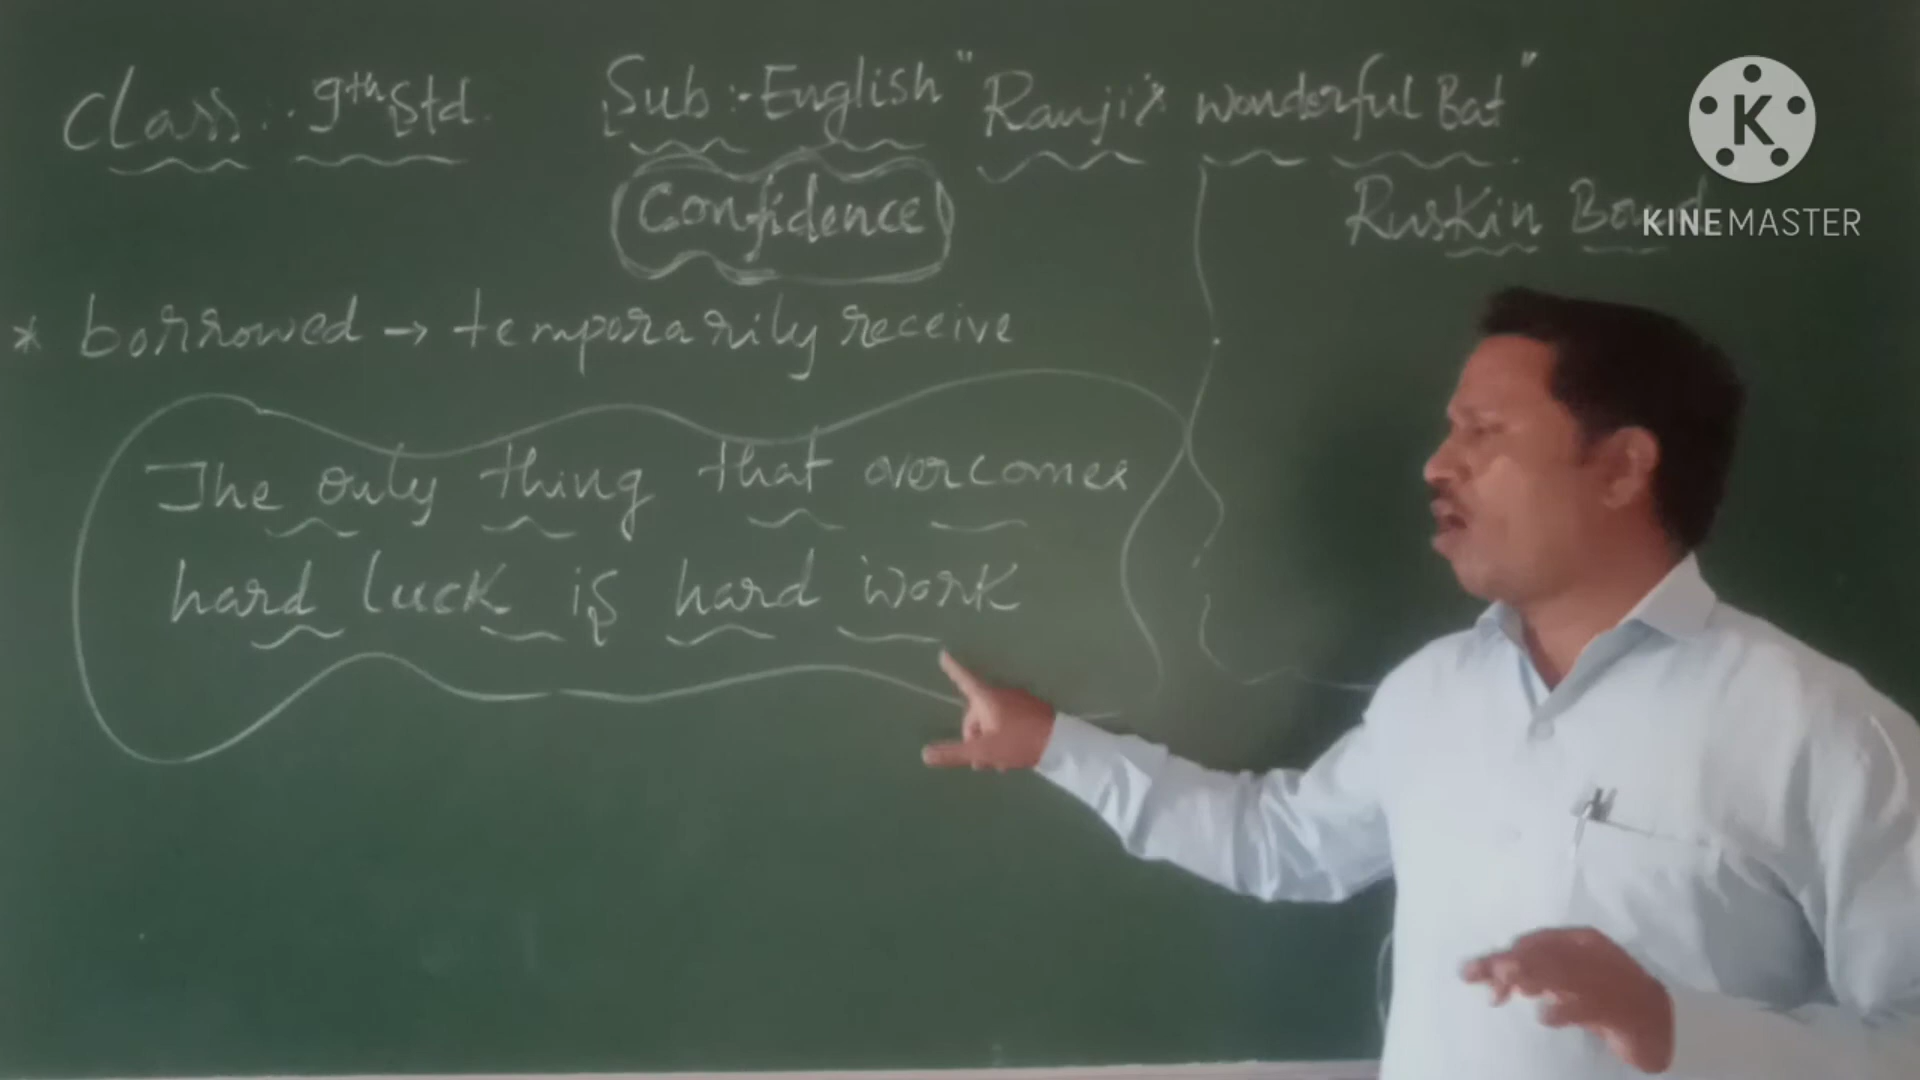 Class :- 9th Std. Sub :- English "Ranji's wonderful Bat"
Ruskin Bond
Confidence
* borrowed → temporarily receive
The only thing that overcomes
hard luck is hard work
K
KINEMASTER